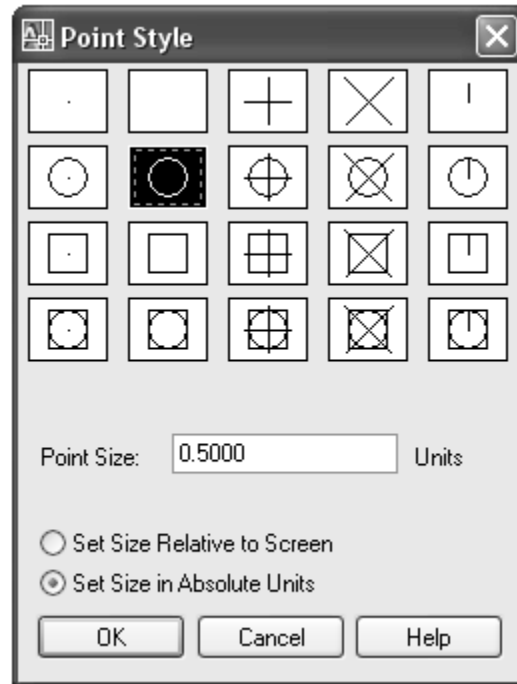 Point Style
Point Size: 0.5000 Units
Set Size Relative to Screen
Set Size in Absolute Units
OK Cancel Help